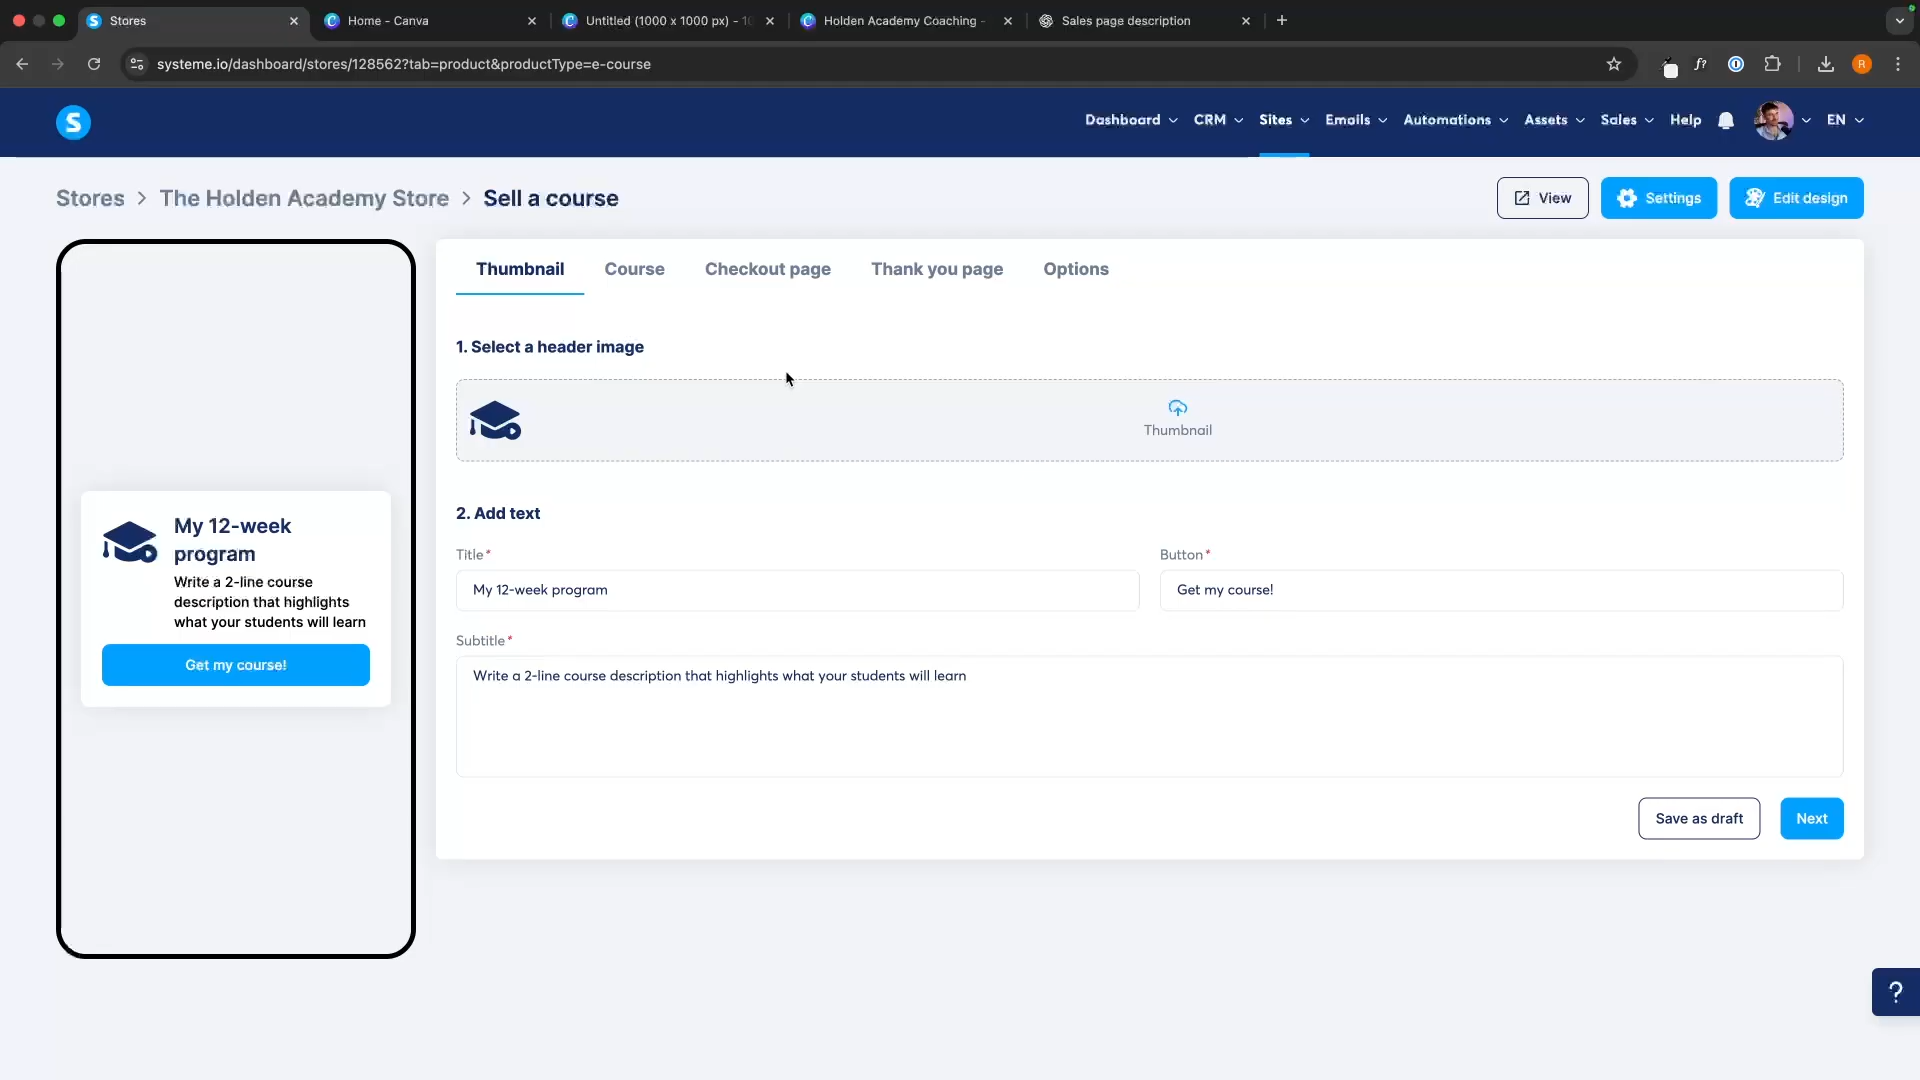 Stores
Home - Canva
Untitled (1000 x 1000 px) - 10
Holden Academy Coaching -
Sales page description
systeme.io/dashboard/stores/128562?tab=product&productType=e-course
f?
R
S
Dashboard
CRM
Sites
Emails
Automations
Assets
Sales
Help
EN
Stores > The Holden Academy Store > Sell a course
View
Settings
Edit design
Thumbnail
Course
Checkout page
Thank you page
Options
1. Select a header image
Thumbnail
2. Add text
Title*
Button*
My 12-week program
Get my course!
Subtitle*
Write a 2-line course description that highlights what your students will learn
Save as draft
Next
My 12-week
program
Write a 2-line course
description that highlights
what your students will learn
Get my course!
?